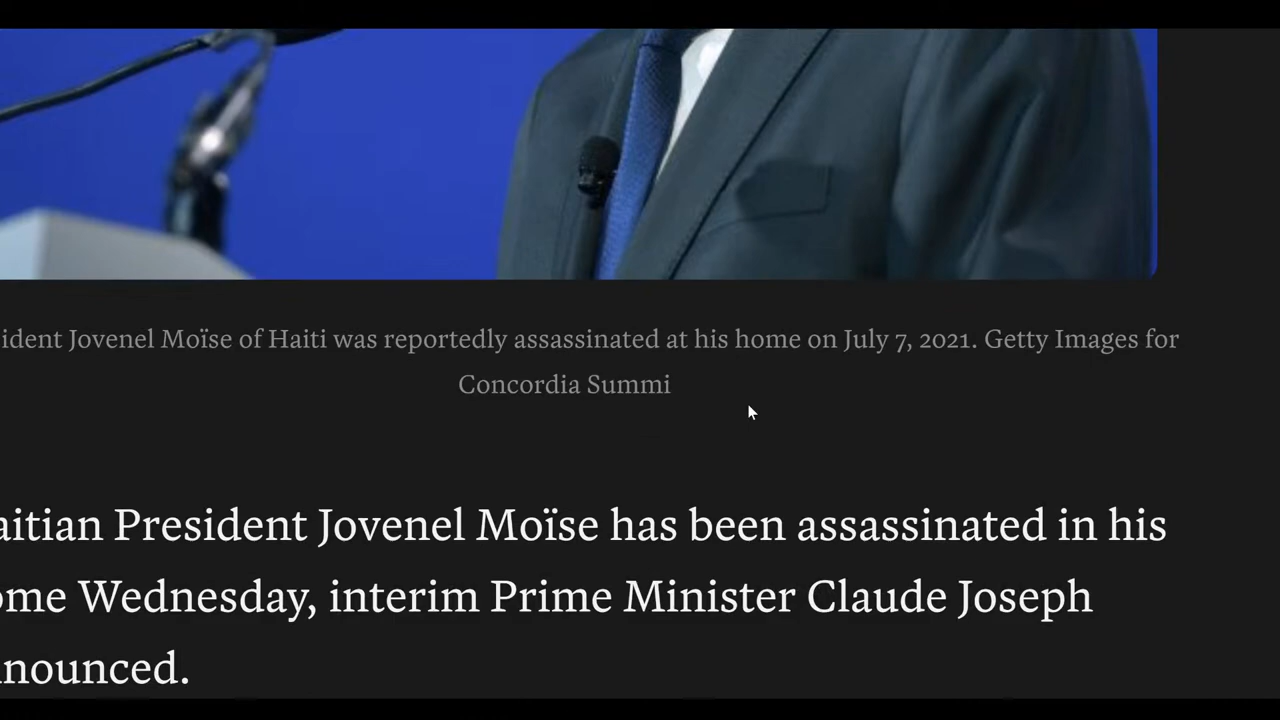 ident Jovenel Moïse of Haiti was reportedly assassinated at his home on July 7, 2021. Getty Images for
Concordia Summi
aitian President Jovenel Moïse has been assassinated in his
ome Wednesday, interim Prime Minister Claude Joseph
nnounced.